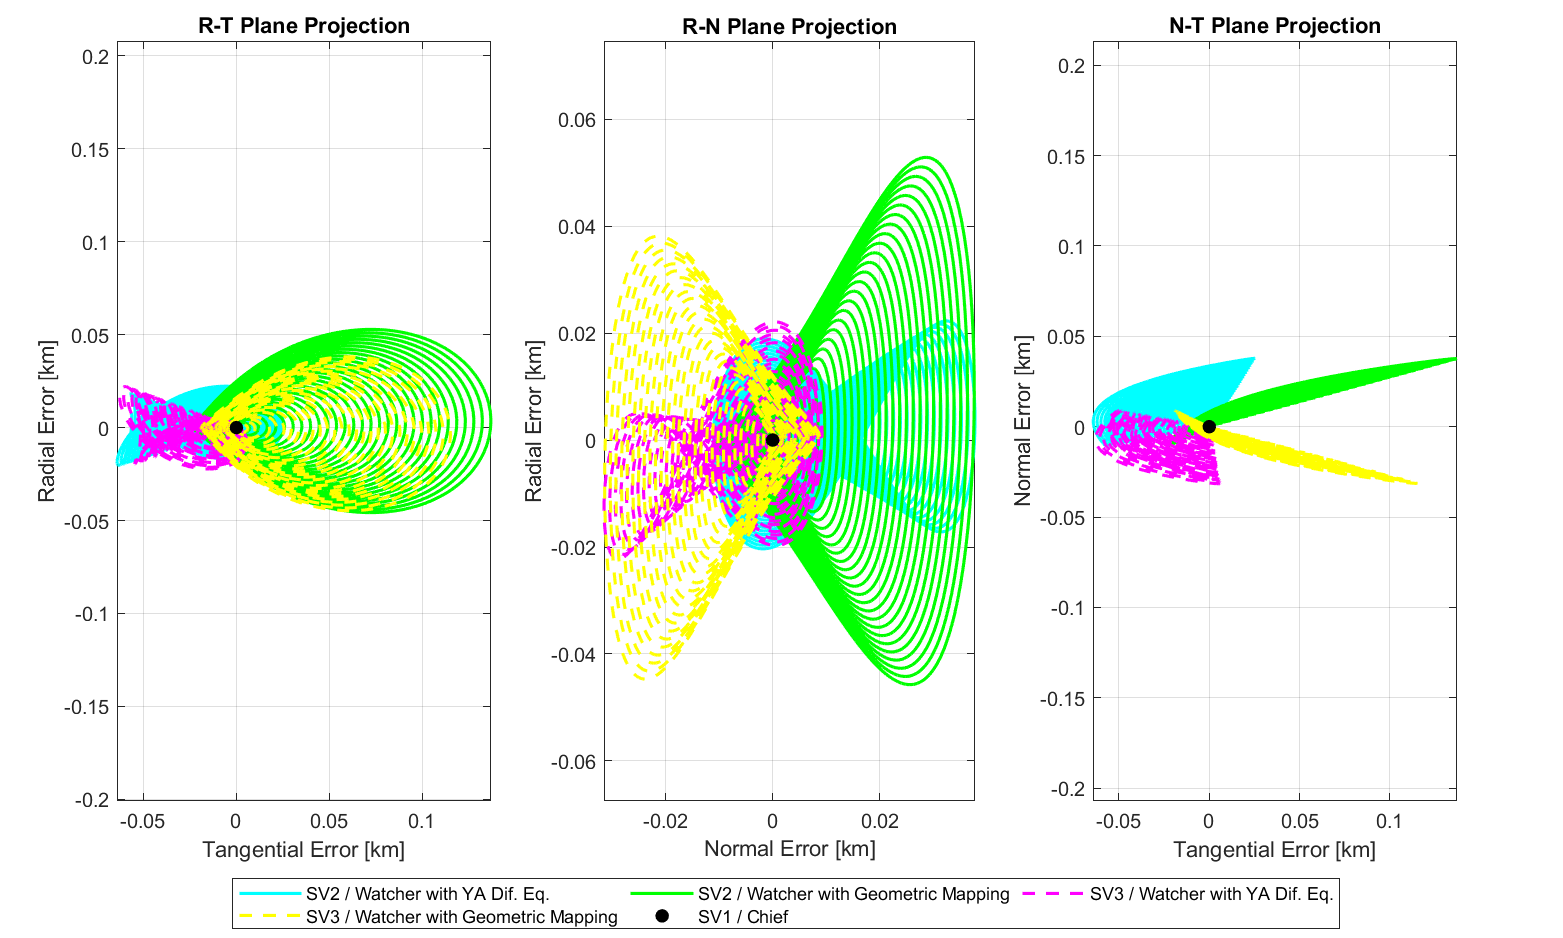 R-T Plane Projection
0.2
0.15
0.1
0.05
0
-0.05
-0.1
-0.15
-0.2
-0.05 0 0.05 0.1
Radial Error [km]
Tangential Error [km]
R-N Plane Projection
0.06
0.04
0.02
0
-0.02
-0.04
-0.06
-0.02 0 0.02
Radial Error [km]
Normal Error [km]
N-T Plane Projection
0.2
0.15
0.1
0.05
0
-0.05
-0.1
-0.15
-0.2
-0.05 0 0.05 0.1
Normal Error [km]
Tangential Error [km]
SV2 / Watcher with YA Dif. Eq. SV2 / Watcher with Geometric Mapping SV3 / Watcher with YA Dif. Eq.
SV3 / Watcher with Geometric Mapping SV1 / Chief